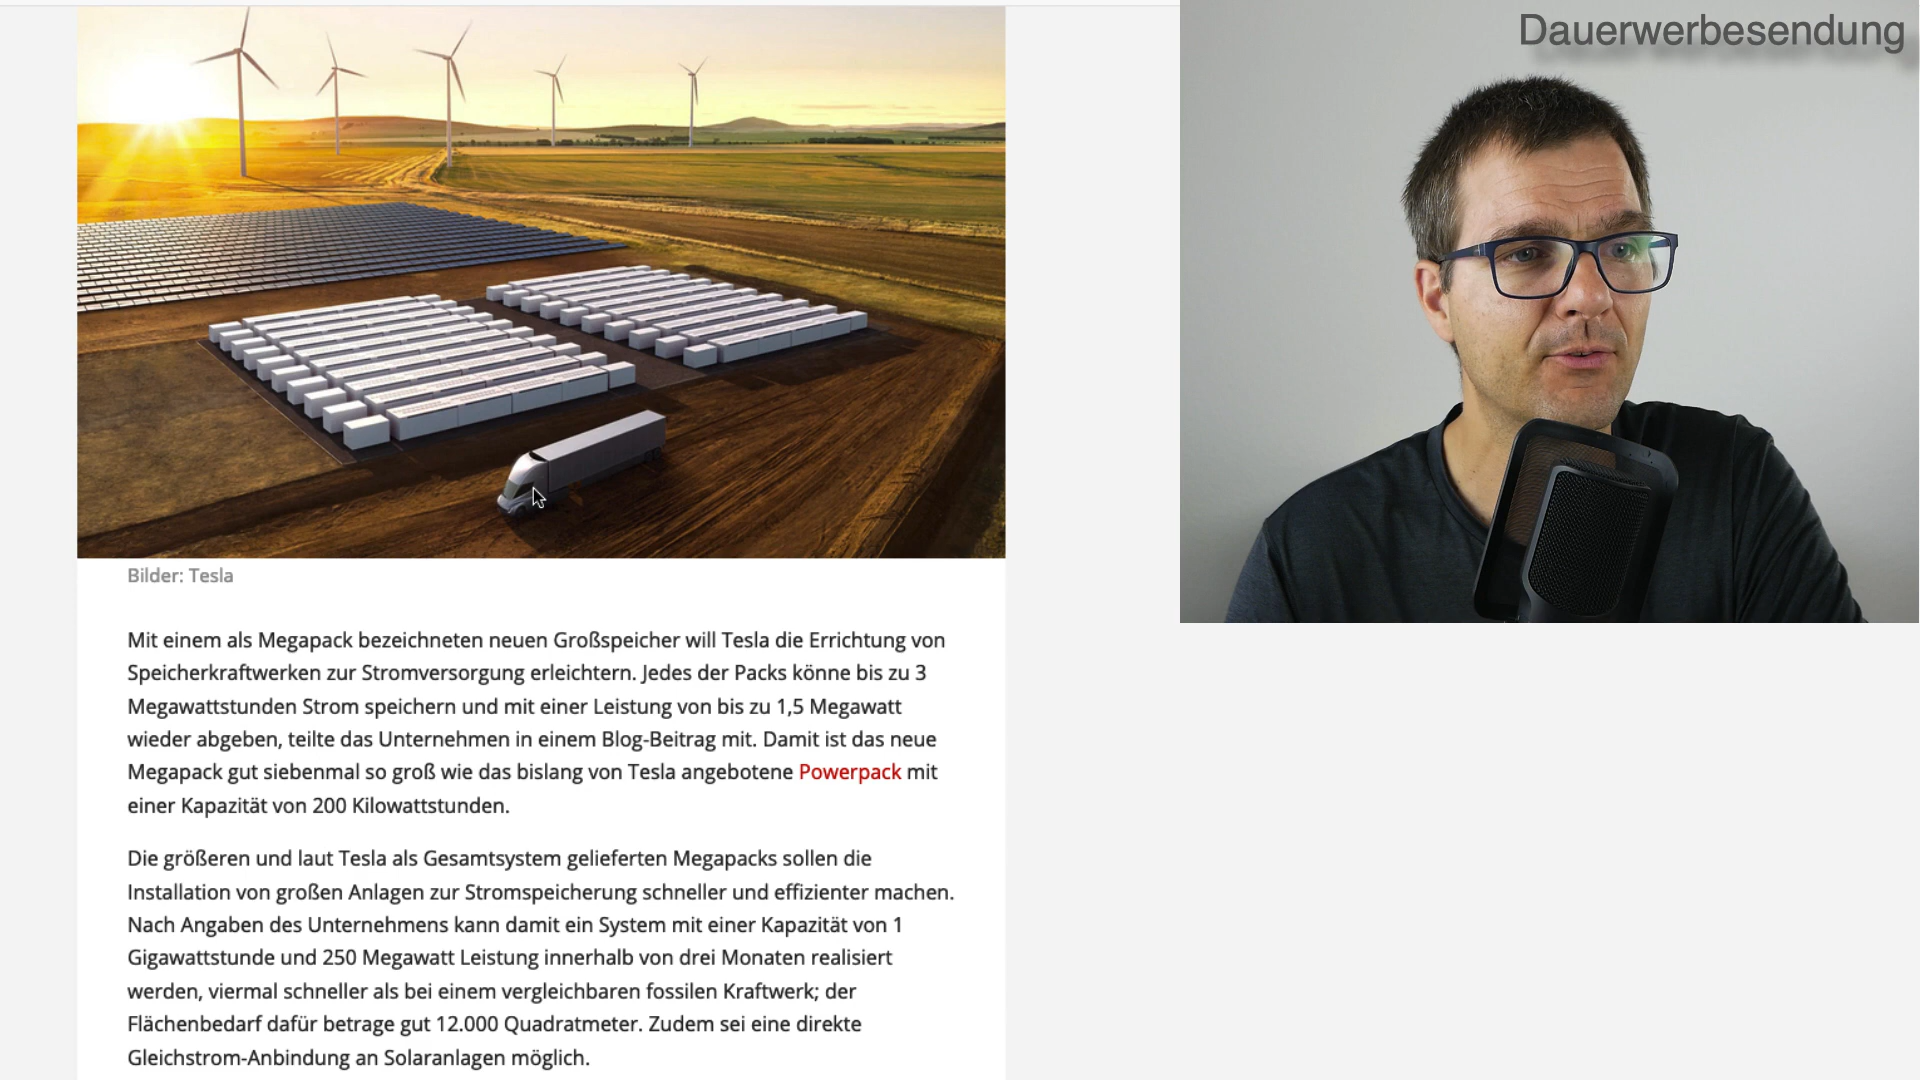 Dauerwerbesendung
Bilder: Tesla
Mit einem als Megapack bezeichneten neuen Großspeicher will Tesla die Errichtung von
Speicherkraftwerken zur Stromversorgung erleichtern. Jedes der Packs könne bis zu 3
Megawattstunden Strom speichern und mit einer Leistung von bis zu 1,5 Megawatt
wieder abgeben, teilte das Unternehmen in einem Blog-Beitrag mit. Damit ist das neue
Megapack gut siebenmal so groß wie das bislang von Tesla angebotene Powerpack mit
einer Kapazität von 200 Kilowattstunden.
Die größeren und laut Tesla als Gesamtsystem gelieferten Megapacks sollen die
Installation von großen Anlagen zur Stromspeicherung schneller und effizienter machen.
Nach Angaben des Unternehmens kann damit ein System mit einer Kapazität von 1
Gigawattstunde und 250 Megawatt Leistung innerhalb von drei Monaten realisiert
werden, viermal schneller als bei einem vergleichbaren fossilen Kraftwerk; der
Flächenbedarf dafür betrage gut 12.000 Quadratmeter. Zudem sei eine direkte
Gleichstrom-Anbindung an Solaranlagen möglich.